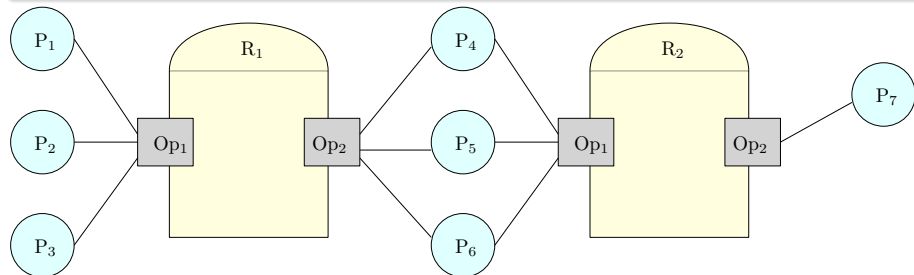 P₁
P₂
P₃
Op₁
R₁
Op₂
P₄
P₅
P₆
Op₁
R₂
Op₂
P₇